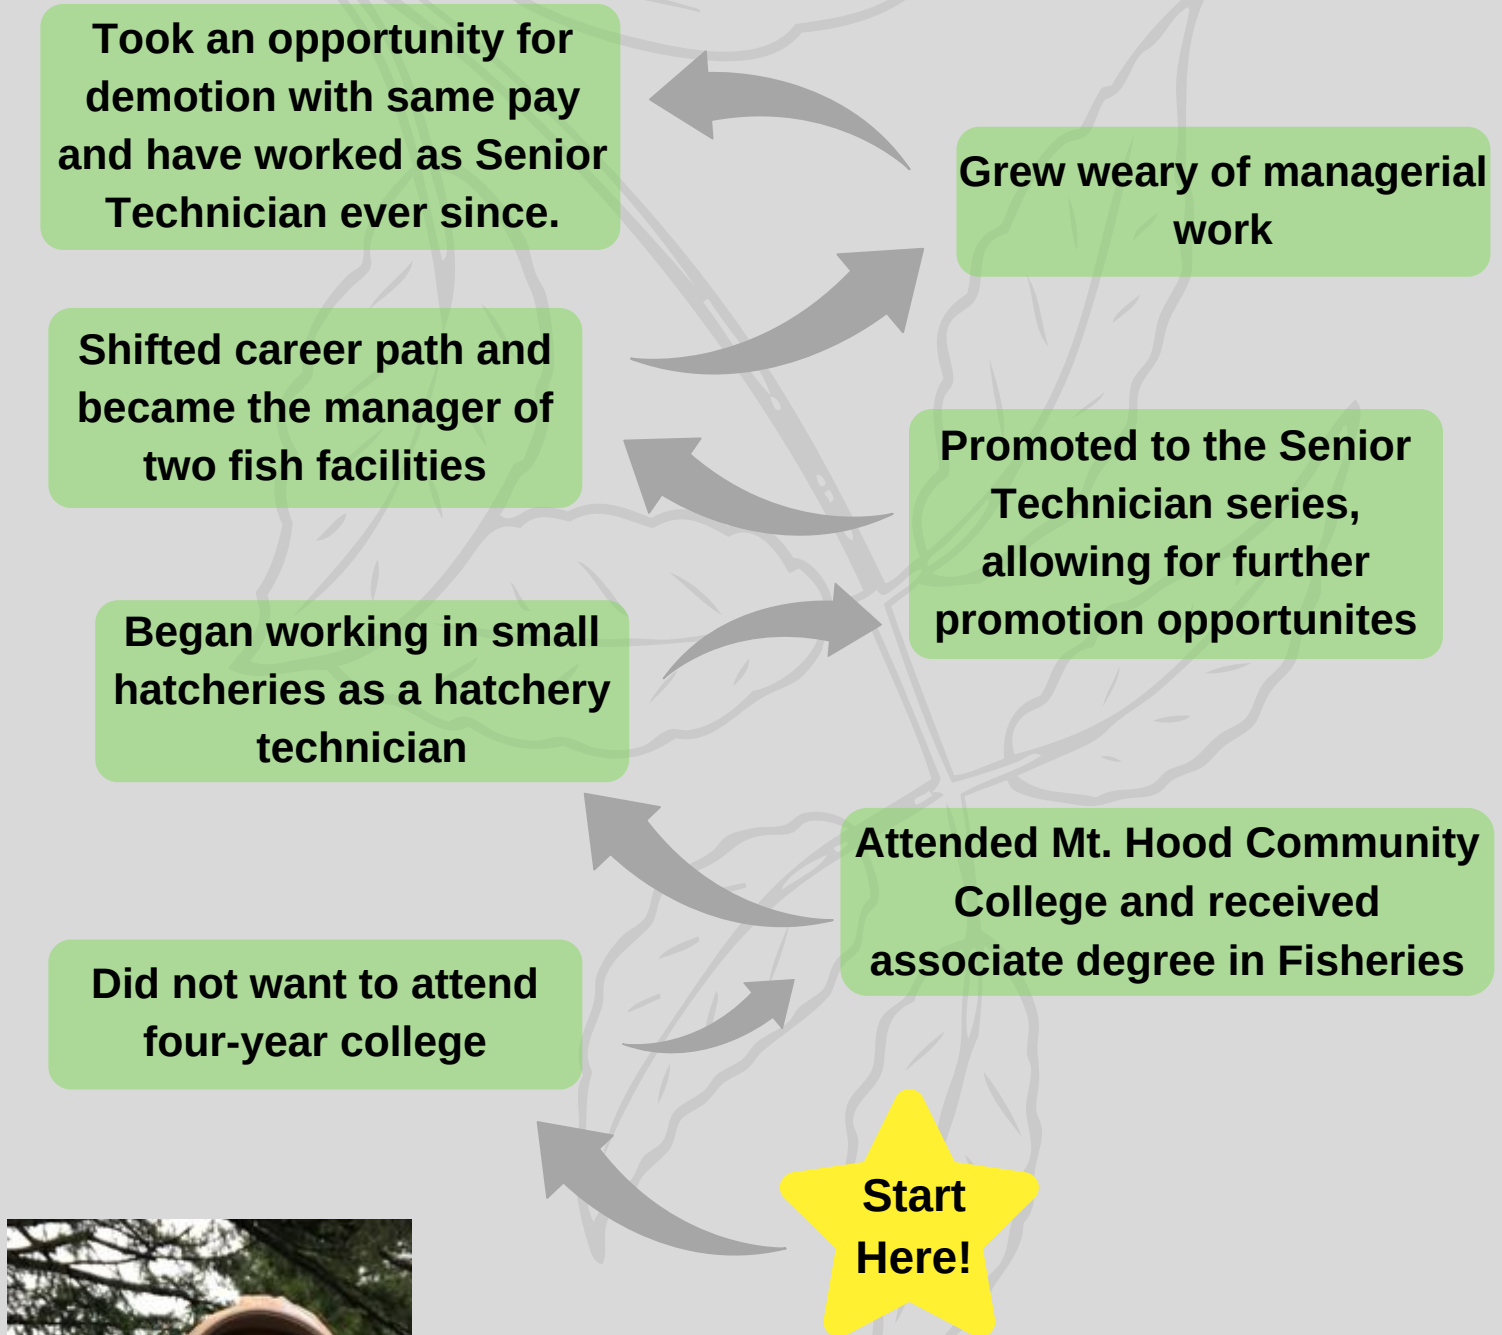 Took an opportunity for
demotion with same pay
and have worked as Senior
Technician ever since.
Grew weary of managerial
work
Shifted career path and
became the manager of
two fish facilities
Promoted to the Senior
Technician series,
allowing for further
promotion opportunites
Began working in small
hatcheries as a hatchery
technician
Attended Mt. Hood Community
College and received
associate degree in Fisheries
Did not want to attend
four-year college
Start
Here!